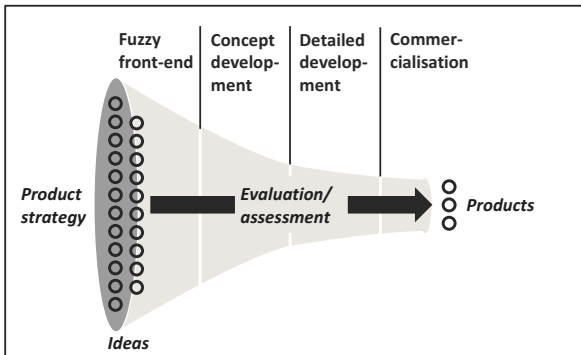 Fuzzy
front-end
Concept
develop-
ment
Detailed
develop-
ment
Commer-
cialisation
Product
strategy
Evaluation/
assessment
Products
Ideas